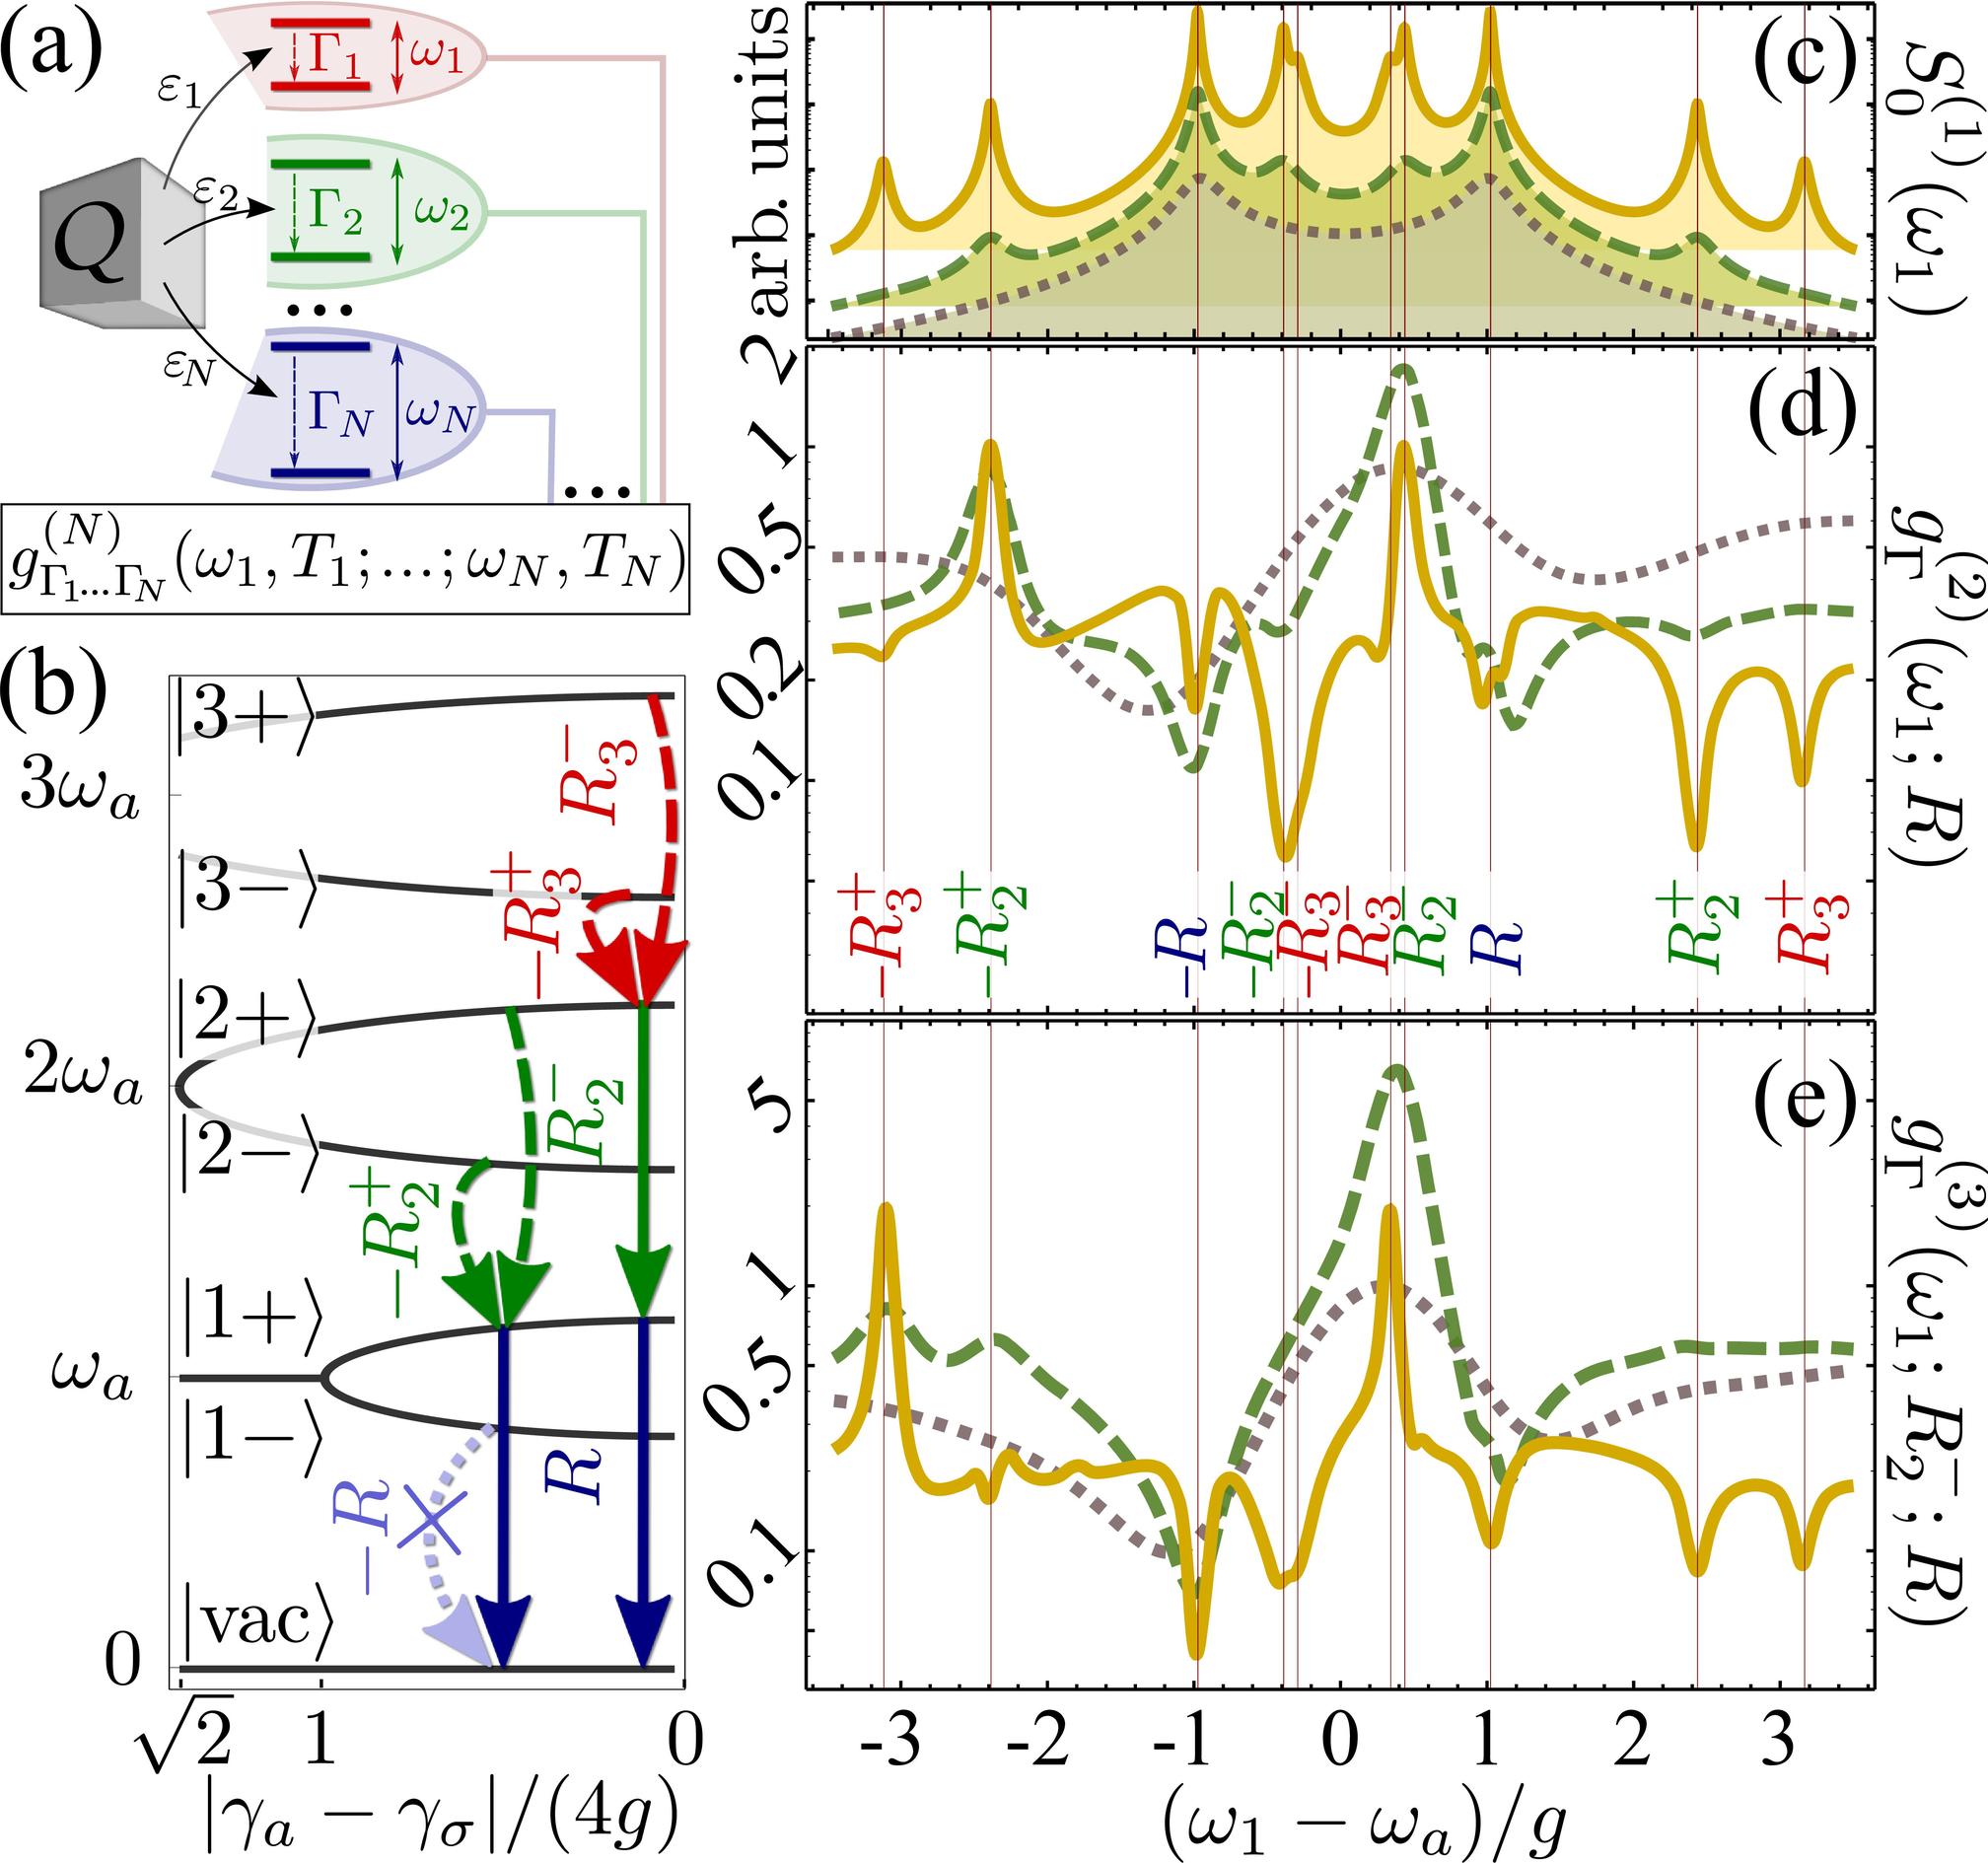 (a)
Q
ε1
ε2
εN
Γ1
ω1
Γ2
ω2
...
ΓN
ωN
...
g(N)Γ1...ΓN(ω1,T1;...;ωN,TN)
(b)
|3+⟩
3ωa
|3−⟩
|2+⟩
2ωa
|2−⟩
|1+⟩
ωa
|1−⟩
|vac⟩
0
R3−
−R3+
R2−
−R2+
R
−R
√2
1
0
|γa − γσ|/(4g)
(c)
arb. units
S0(1)(ω1)
(d)
2
1
0.5
0.2
0.1
gΓ(2)(ω1; R)
−R3+
−R2+
−R
−R2−
−R3−
R3−
R2−
R
R2+
R3+
(e)
5
1
0.5
0.1
gΓ(3)(ω1; R2−; R)
-3
-2
-1
0
1
2
3
(ω1 − ωa)/g